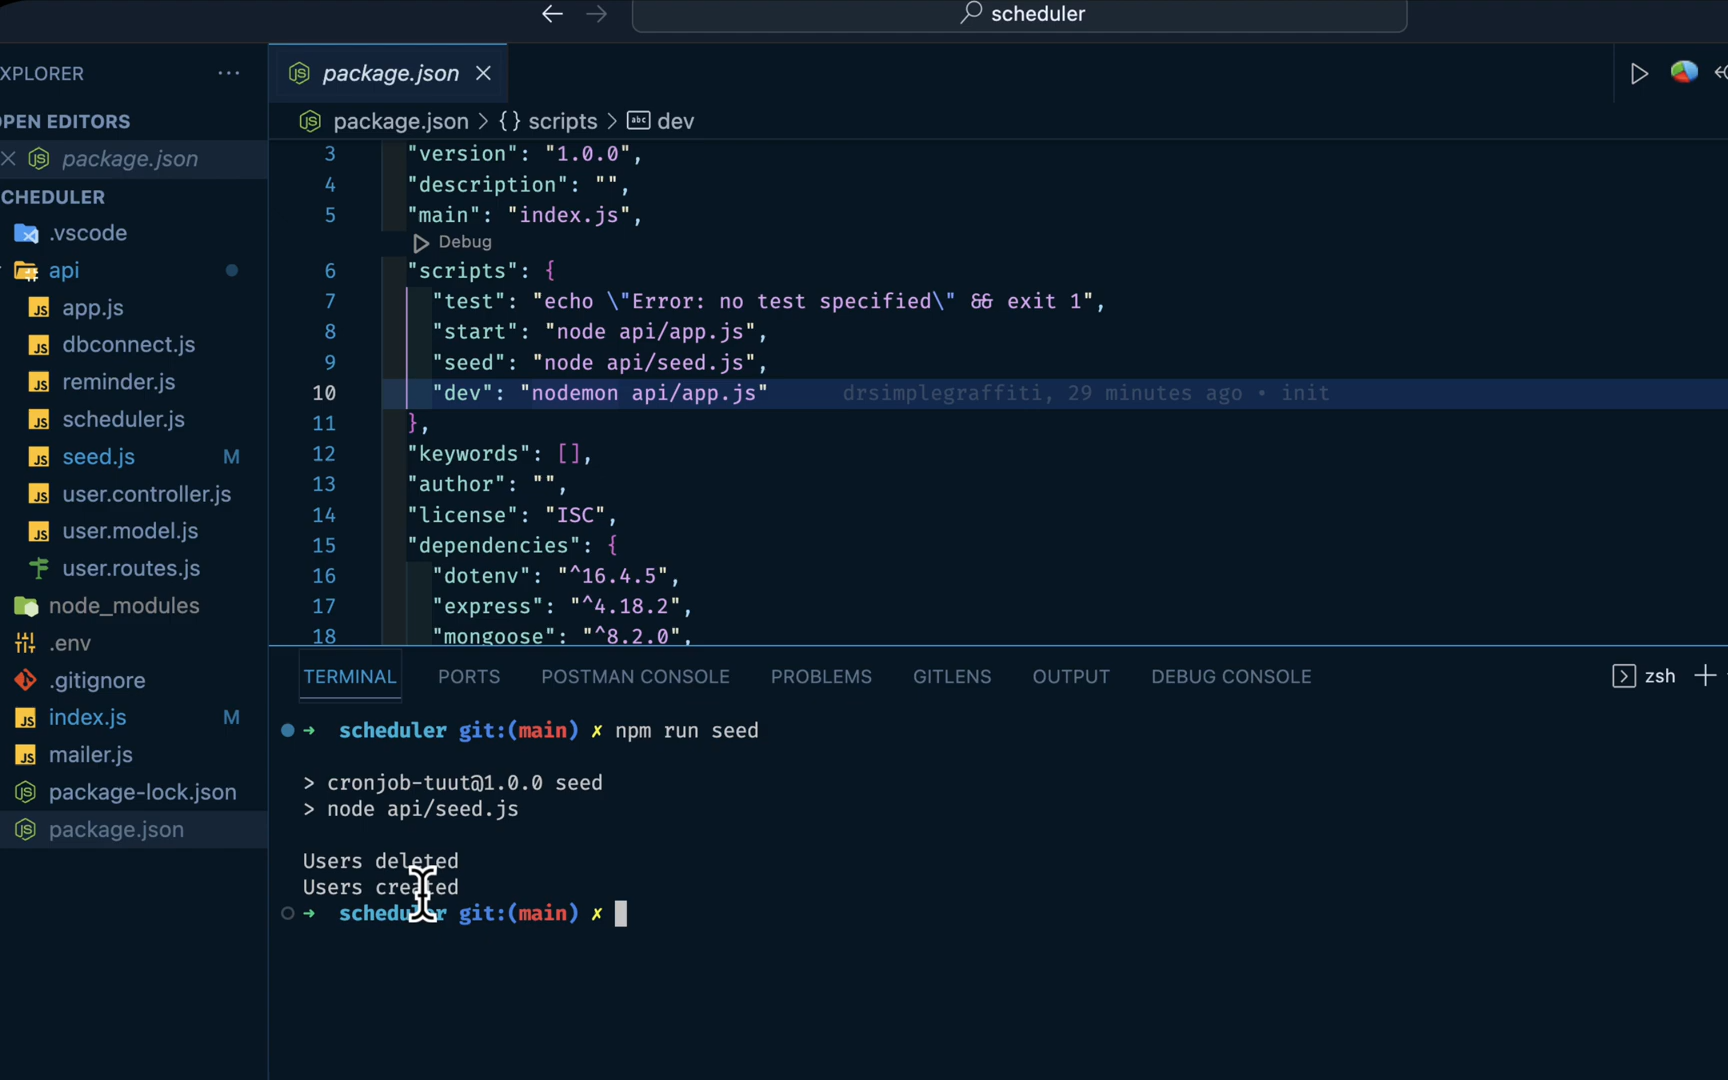 scheduler
XPLORER
package.json
PEN EDITORS
package.json
package.json > {} scripts > abc dev
CHEDULER
.vscode
api
app.js
dbconnect.js
reminder.js
scheduler.js
seed.js M
user.controller.js
user.model.js
user.routes.js
node_modules
.env
.gitignore
index.js M
mailer.js
package-lock.json
package.json
3 "version": "1.0.0",
4 "description": "",
5 "main": "index.js",
Debug
6 "scripts": {
7 "test": "echo \"Error: no test specified\" && exit 1",
8 "start": "node api/app.js",
9 "seed": "node api/seed.js",
10 "dev": "nodemon api/app.js" drsimplegraffiti, 29 minutes ago • init
11 },
12 "keywords": [],
13 "author": "",
14 "license": "ISC",
15 "dependencies": {
16 "dotenv": "^16.4.5",
17 "express": "^4.18.2",
18 "mongoose": "^8.2.0",
TERMINAL PORTS POSTMAN CONSOLE PROBLEMS GITLENS OUTPUT DEBUG CONSOLE zsh
➜ scheduler git:(main) ✗ npm run seed
> cronjob-tuut@1.0.0 seed
> node api/seed.js
Users deleted
Users created
➜ scheduler git:(main) ✗